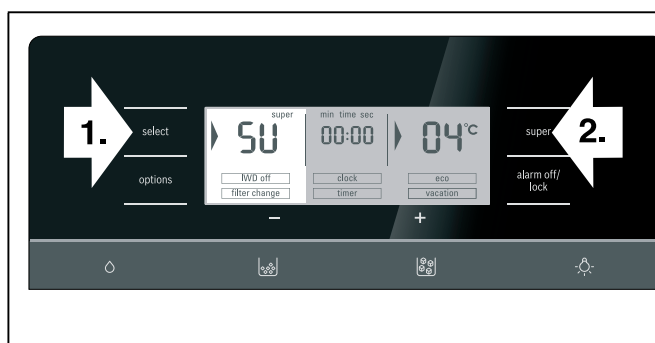 super
min time sec
1.
select
SU
00:00
04°C
super
2.
options
IWD off
clock
eco
alarm off/
lock
filter change
timer
vacation
− +